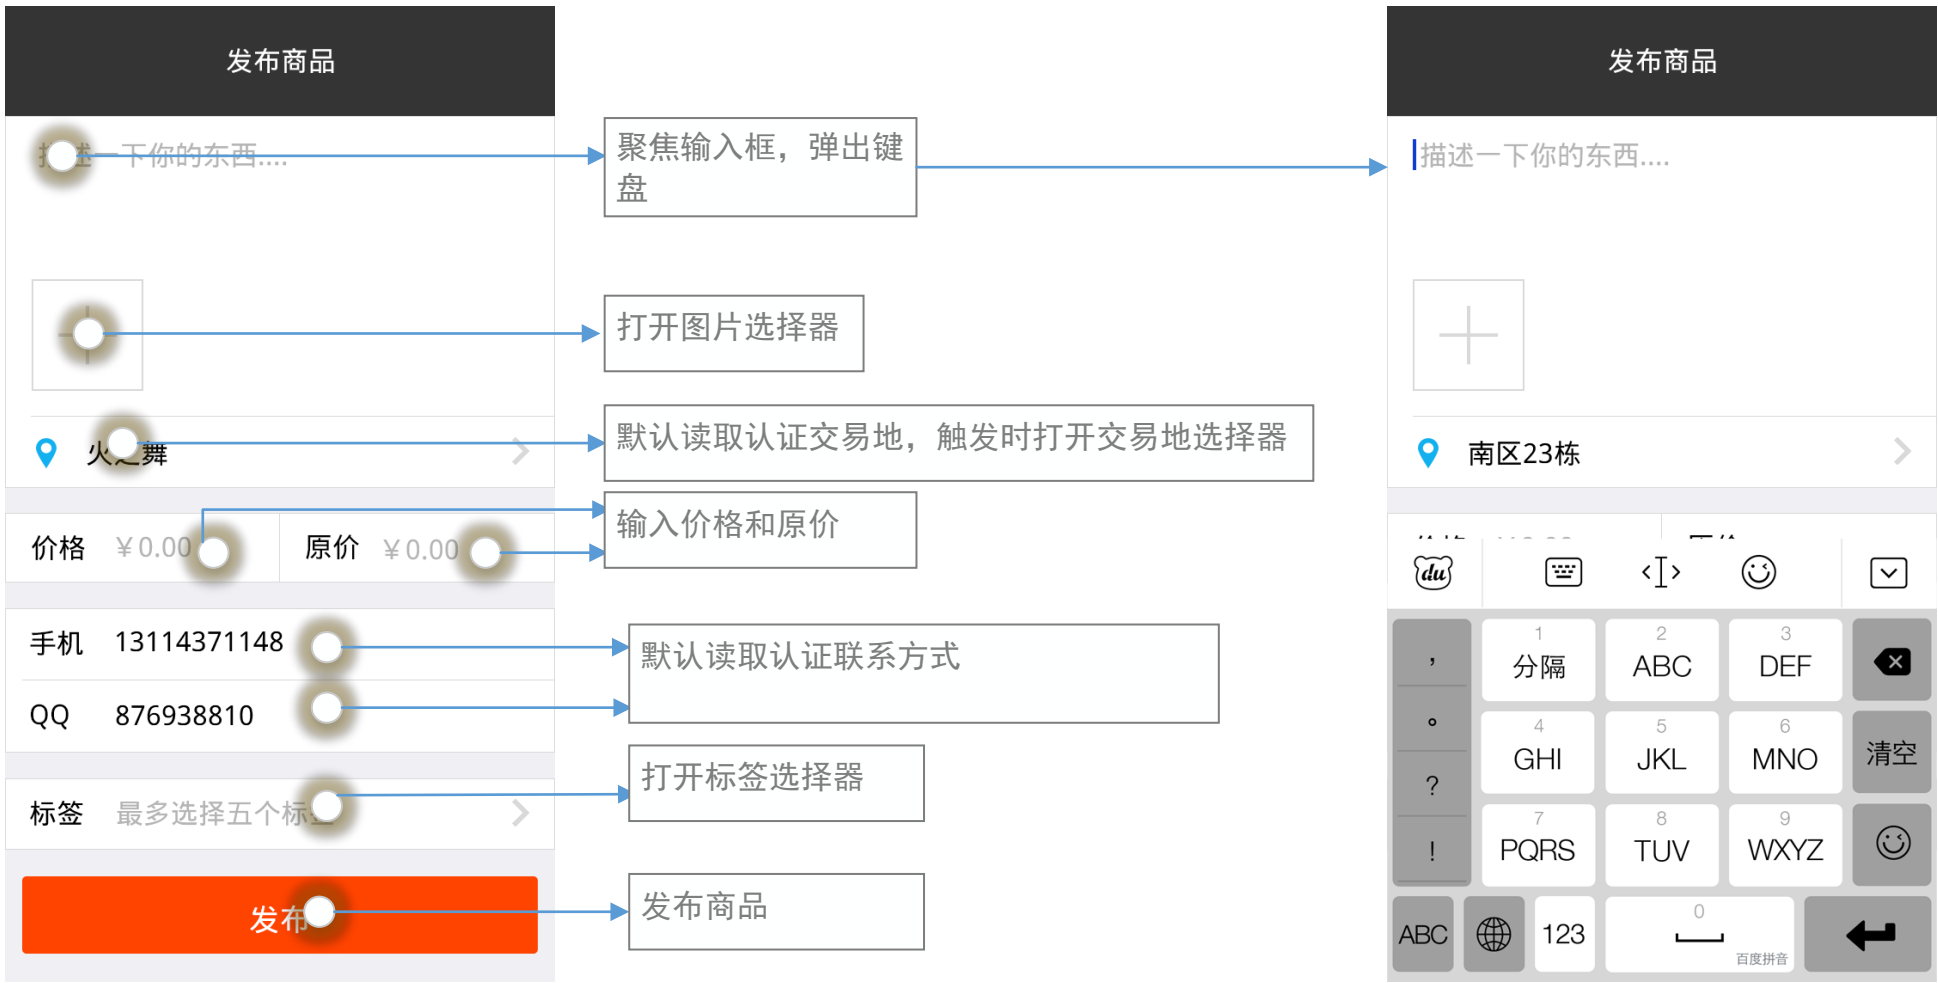 发布商品
描述一下你的东西....
火之舞
价格 ￥0.00 原价 ￥0.00
手机 13114371148
QQ 876938810
标签 最多选择五个标签
发布
聚焦输入框，弹出键
盘
打开图片选择器
默认读取认证交易地，触发时打开交易地选择器
输入价格和原价
默认读取认证联系方式
打开标签选择器
发布商品
发布商品
描述一下你的东西....
南区23栋
du
， 1 2 3
分隔 ABC DEF
。 4 5 6
GHI JKL MNO 清空
? 7 8 9
! PQRS TUV WXYZ
ABC 123 0
百度拼音